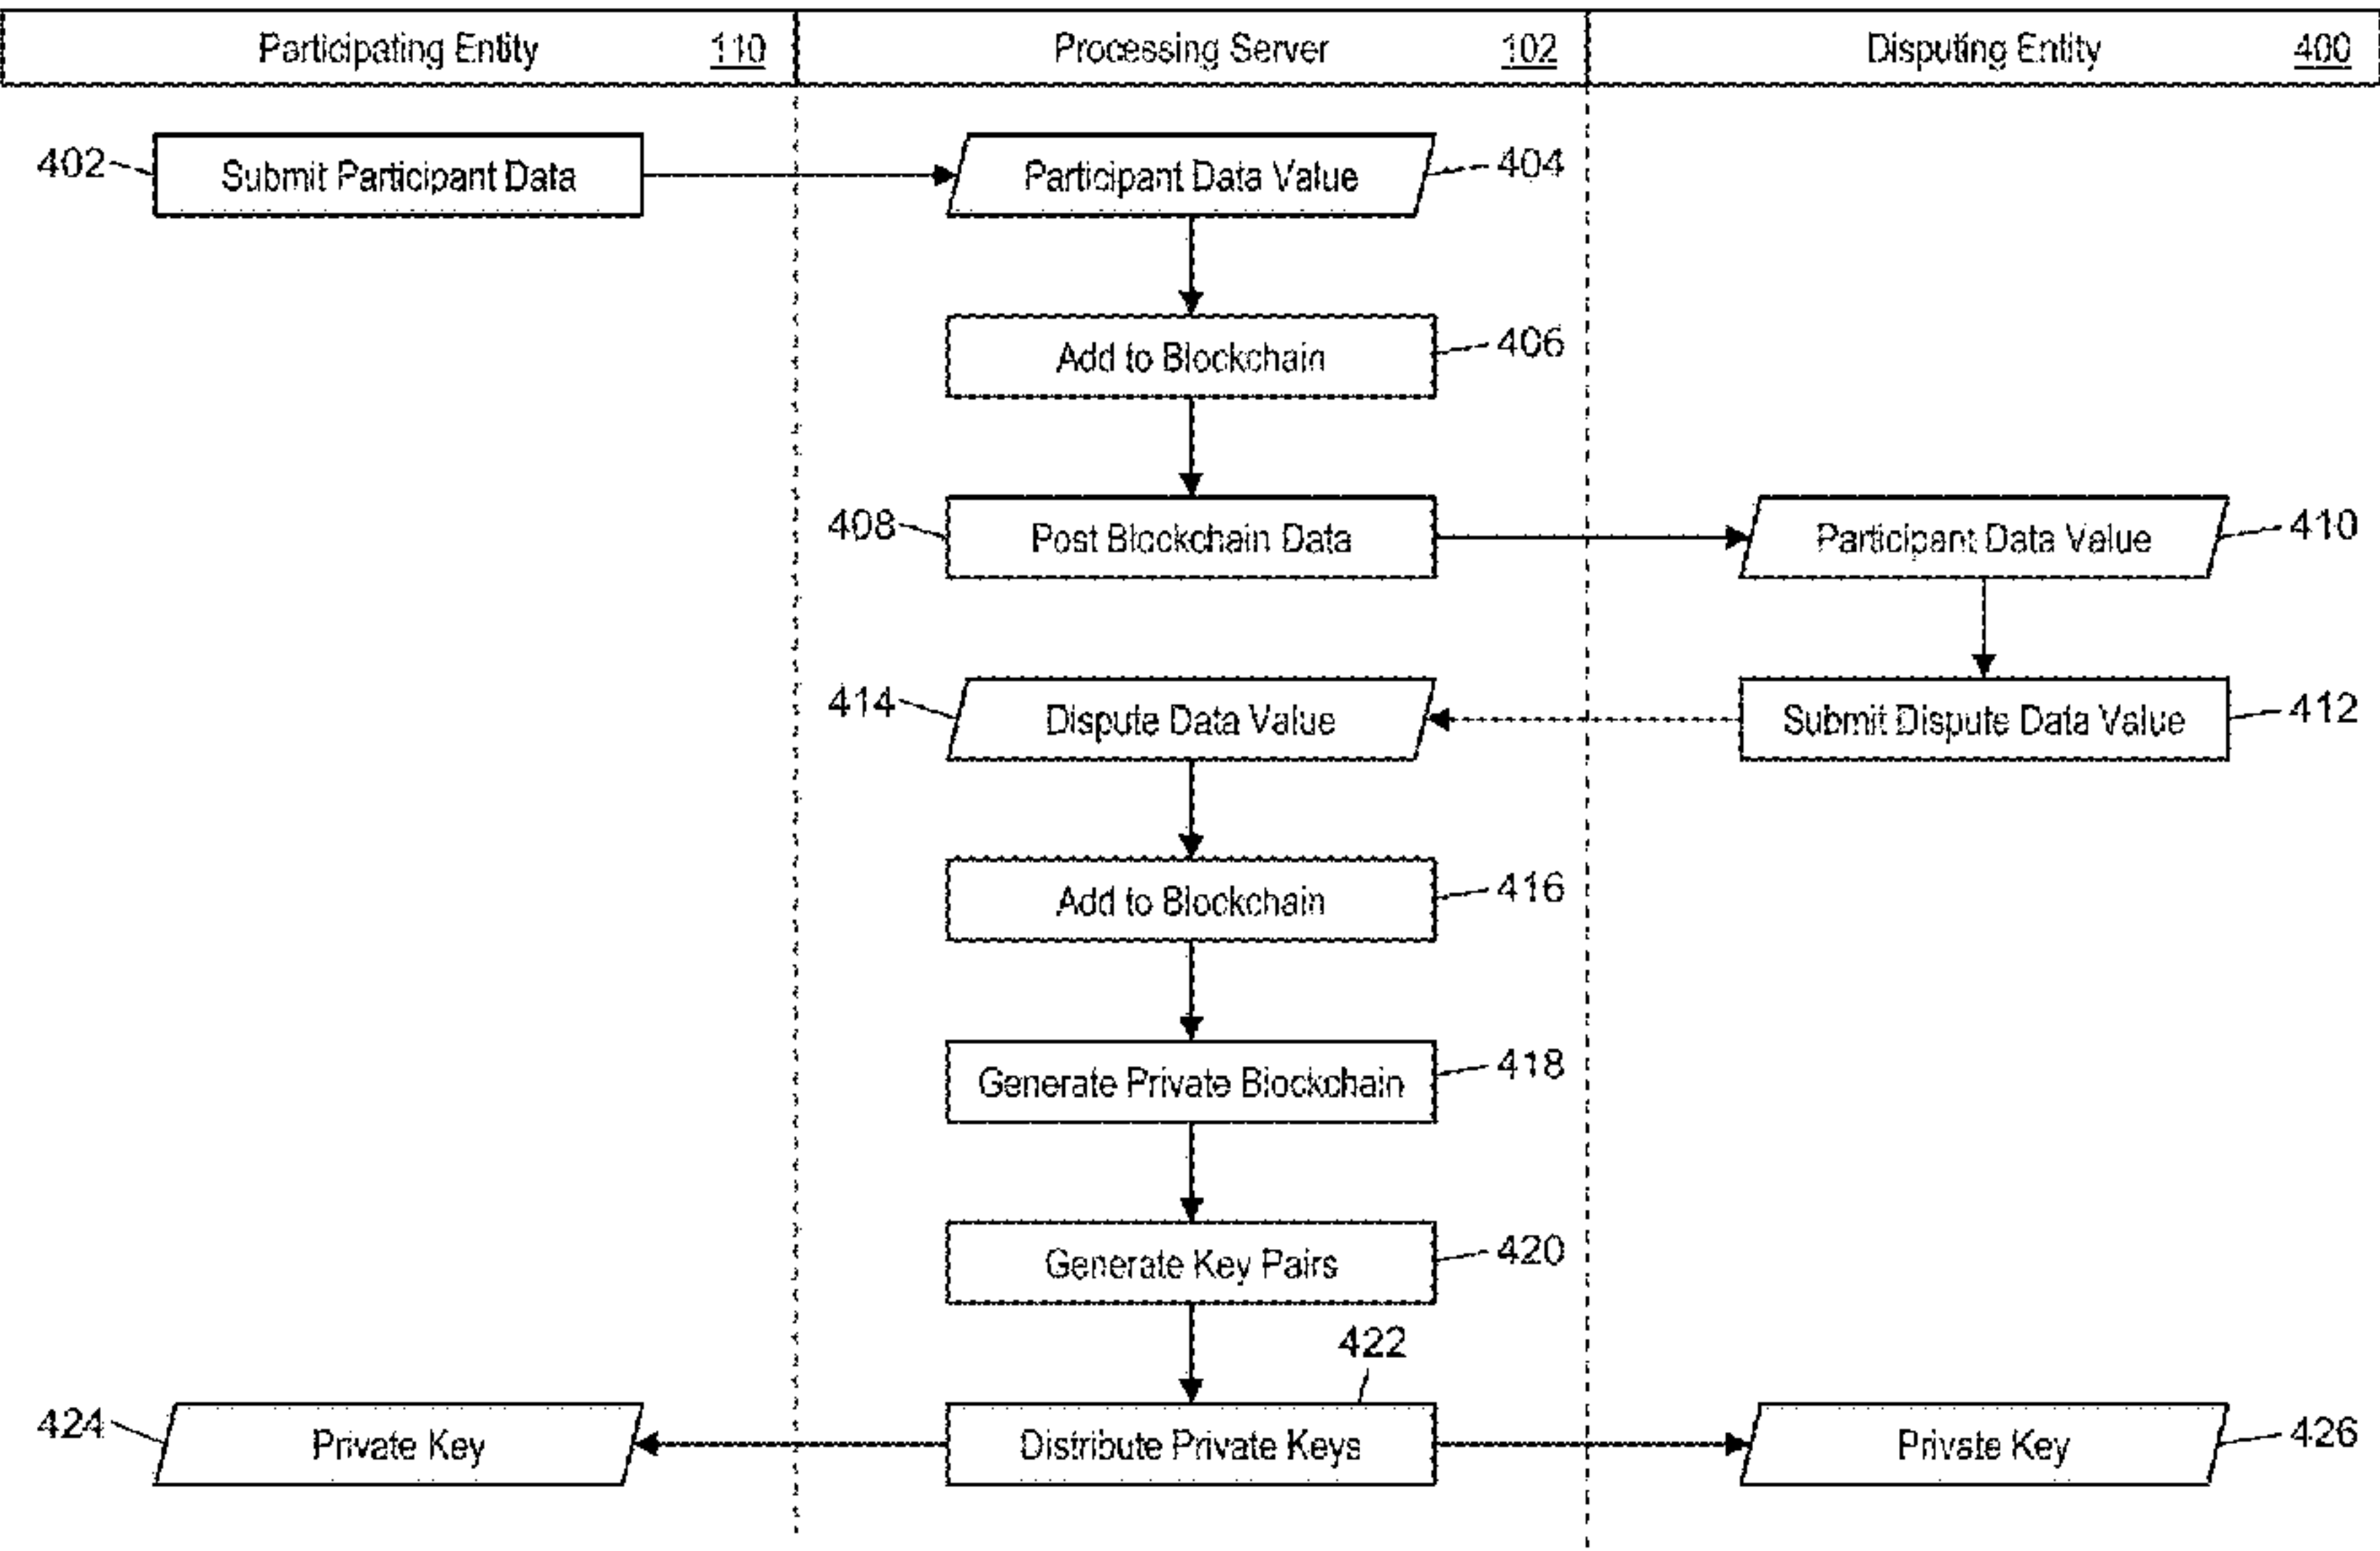 Participating Entity 110 Processing Server 102 Disputing Entity 400
402 Submit Participant Data Participant Data Value 404
Add to Blockchain 406
408 Post Blockchain Data Participant Data Value 410
414 Dispute Data Value Submit Dispute Data Value 412
Add to Blockchain 416
Generate Private Blockchain 418
Generate Key Pairs 420
422
424 Private Key Distribute Private Keys Private Key 426